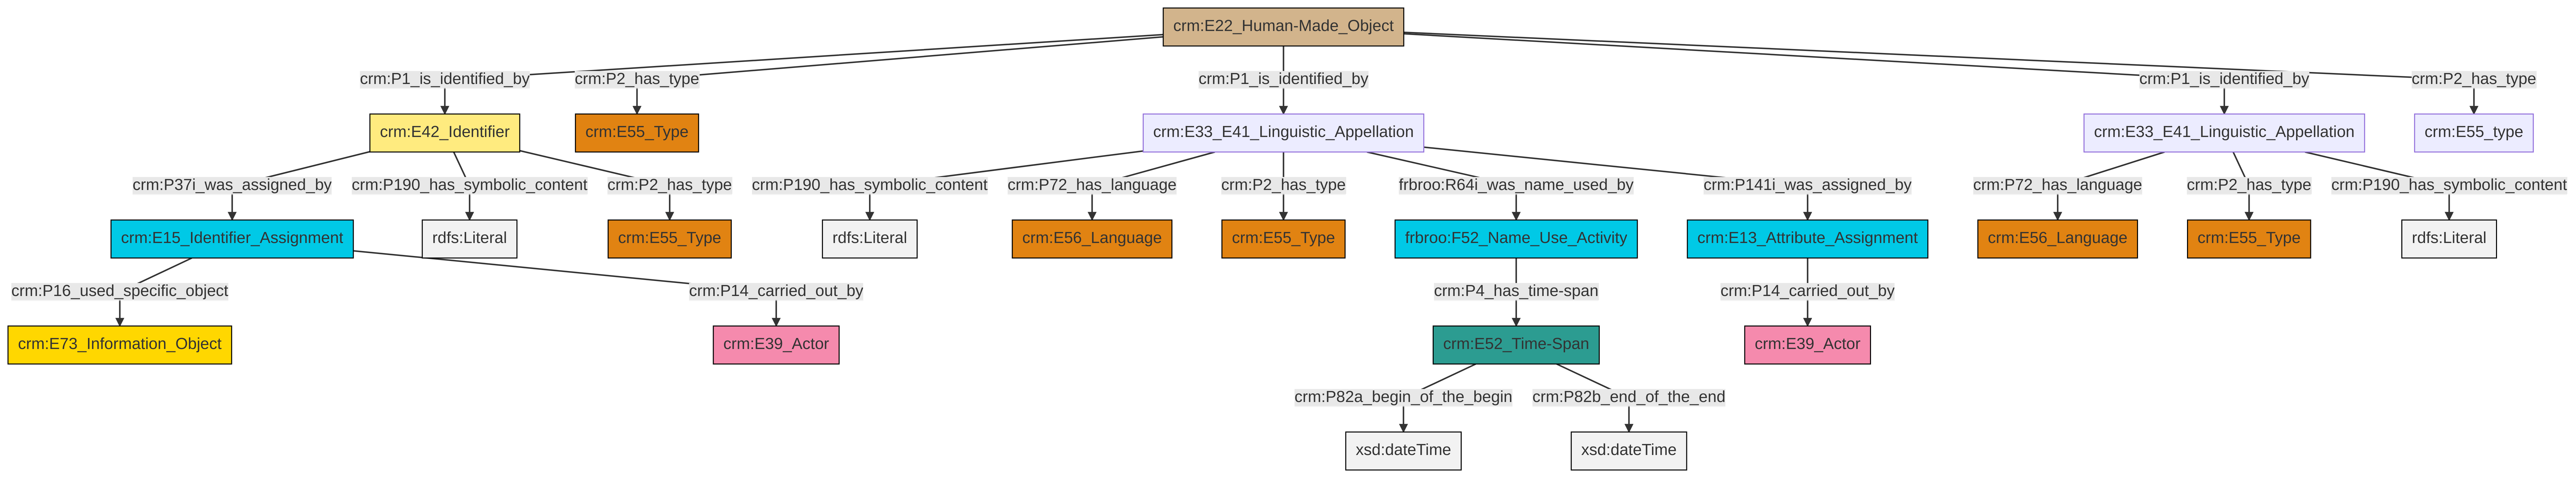 crm:E22_Human-Made_Object
crm:P1_is_identified_by
crm:P2_has_type
crm:P1_is_identified_by
crm:P1_is_identified_by
crm:P2_has_type
crm:E42_Identifier
crm:E55_Type
crm:E33_E41_Linguistic_Appellation
crm:E33_E41_Linguistic_Appellation
crm:E55_type
crm:P37i_was_assigned_by
crm:P190_has_symbolic_content
crm:P2_has_type
crm:P190_has_symbolic_content
crm:P72_has_language
crm:P2_has_type
frbroo:R64i_was_name_used_by
crm:P141i_was_assigned_by
crm:P72_has_language
crm:P2_has_type
crm:P190_has_symbolic_content
crm:E15_Identifier_Assignment
rdfs:Literal
crm:E55_Type
rdfs:Literal
crm:E56_Language
crm:E55_Type
frbroo:F52_Name_Use_Activity
crm:E13_Attribute_Assignment
crm:E56_Language
crm:E55_Type
rdfs:Literal
crm:P16_used_specific_object
crm:P14_carried_out_by
crm:P4_has_time-span
crm:P14_carried_out_by
crm:E73_Information_Object
crm:E39_Actor
crm:E52_Time-Span
crm:E39_Actor
crm:P82a_begin_of_the_begin
crm:P82b_end_of_the_end
xsd:dateTime
xsd:dateTime